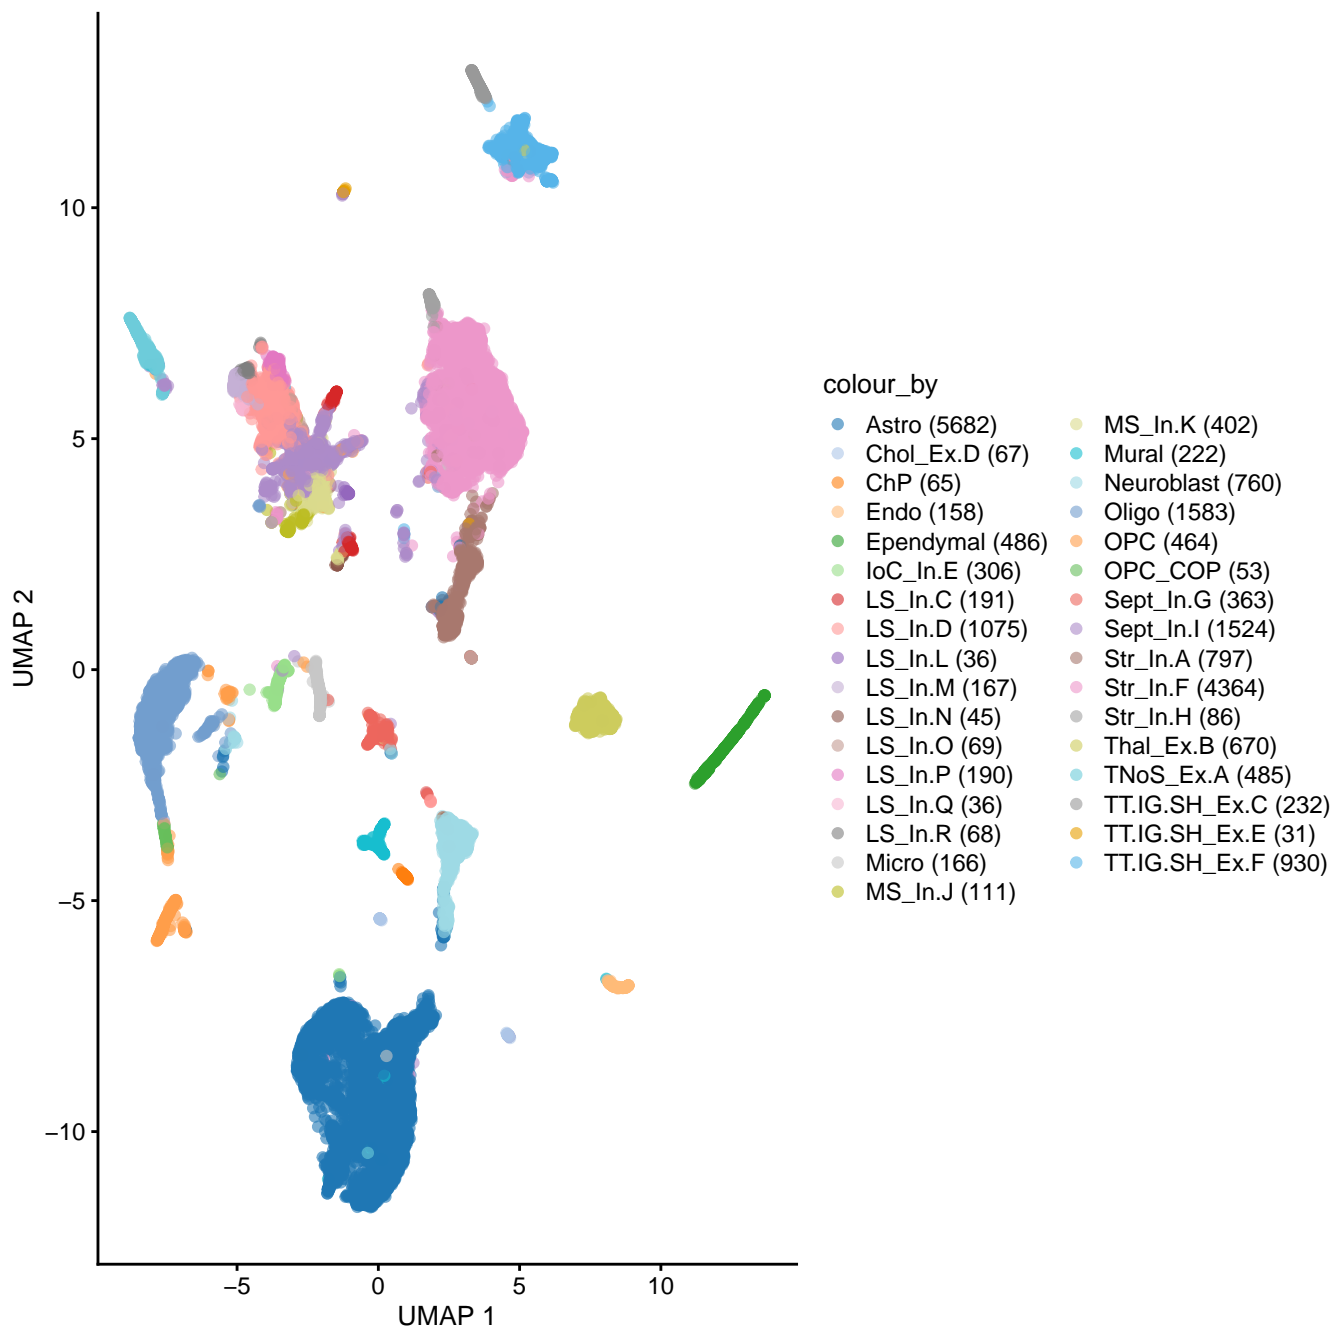 10
5
0
−5
−10
UMAP 2
−5
0
5
10
UMAP 1
colour_by
Astro (5682)
Chol_Ex.D (67)
ChP (65)
Endo (158)
Ependymal (486)
IoC_In.E (306)
LS_In.C (191)
LS_In.D (1075)
LS_In.L (36)
LS_In.M (167)
LS_In.N (45)
LS_In.O (69)
LS_In.P (190)
LS_In.Q (36)
LS_In.R (68)
Micro (166)
MS_In.J (111)
MS_In.K (402)
Mural (222)
Neuroblast (760)
Oligo (1583)
OPC (464)
OPC_COP (53)
Sept_In.G (363)
Sept_In.I (1524)
Str_In.A (797)
Str_In.F (4364)
Str_In.H (86)
Thal_Ex.B (670)
TNoS_Ex.A (485)
TT.IG.SH_Ex.C (232)
TT.IG.SH_Ex.E (31)
TT.IG.SH_Ex.F (930)